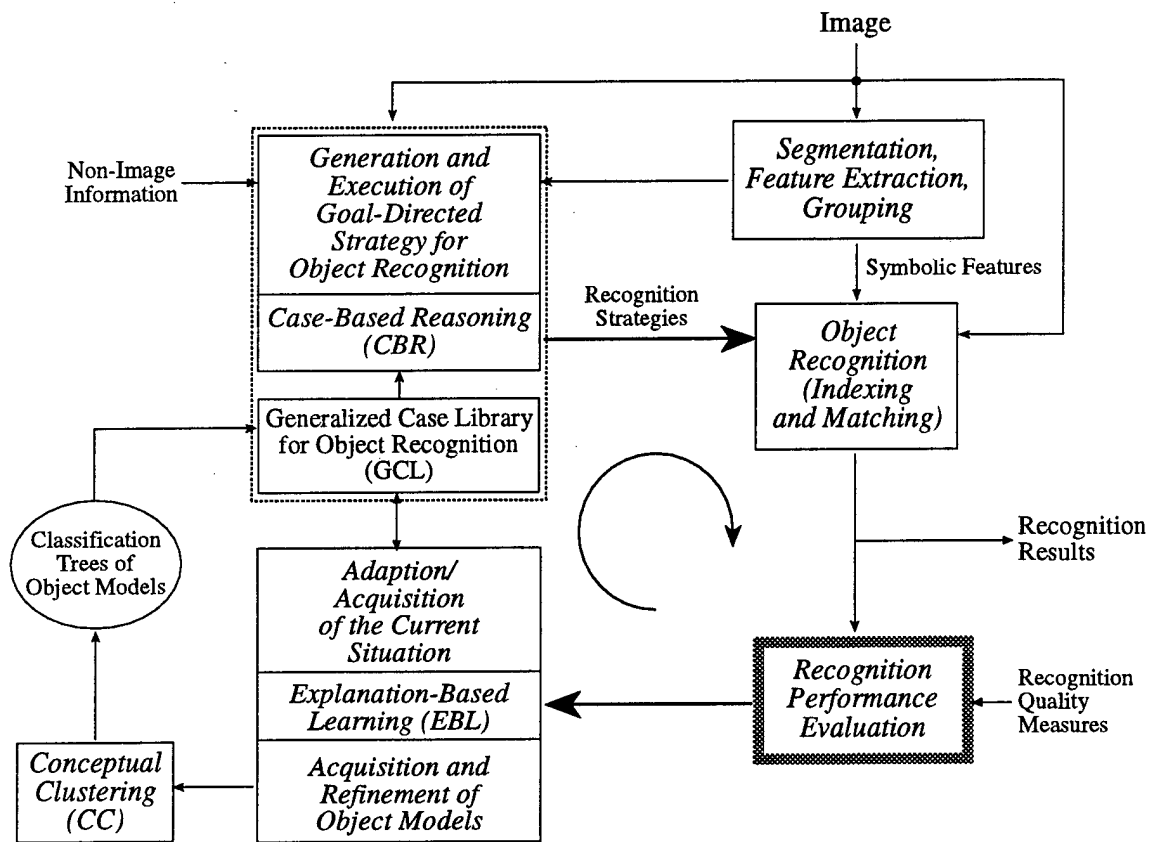 Image
Non-Image
Information
Generation and
Execution of
Goal-Directed
Strategy for
Object Recognition
Segmentation,
Feature Extraction,
Grouping
Symbolic Features
Case-Based Reasoning
(CBR)
Recognition
Strategies
Object
Recognition
(Indexing
and Matching)
Generalized Case Library
for Object Recognition
(GCL)
Classification
Trees of
Object Models
Recognition
Results
Adaption/
Acquisition
of the Current
Situation
Explanation-Based
Learning (EBL)
Acquisition and
Refinement of
Object Models
Recognition
Performance
Evaluation
Recognition
Quality
Measures
Conceptual
Clustering
(CC)